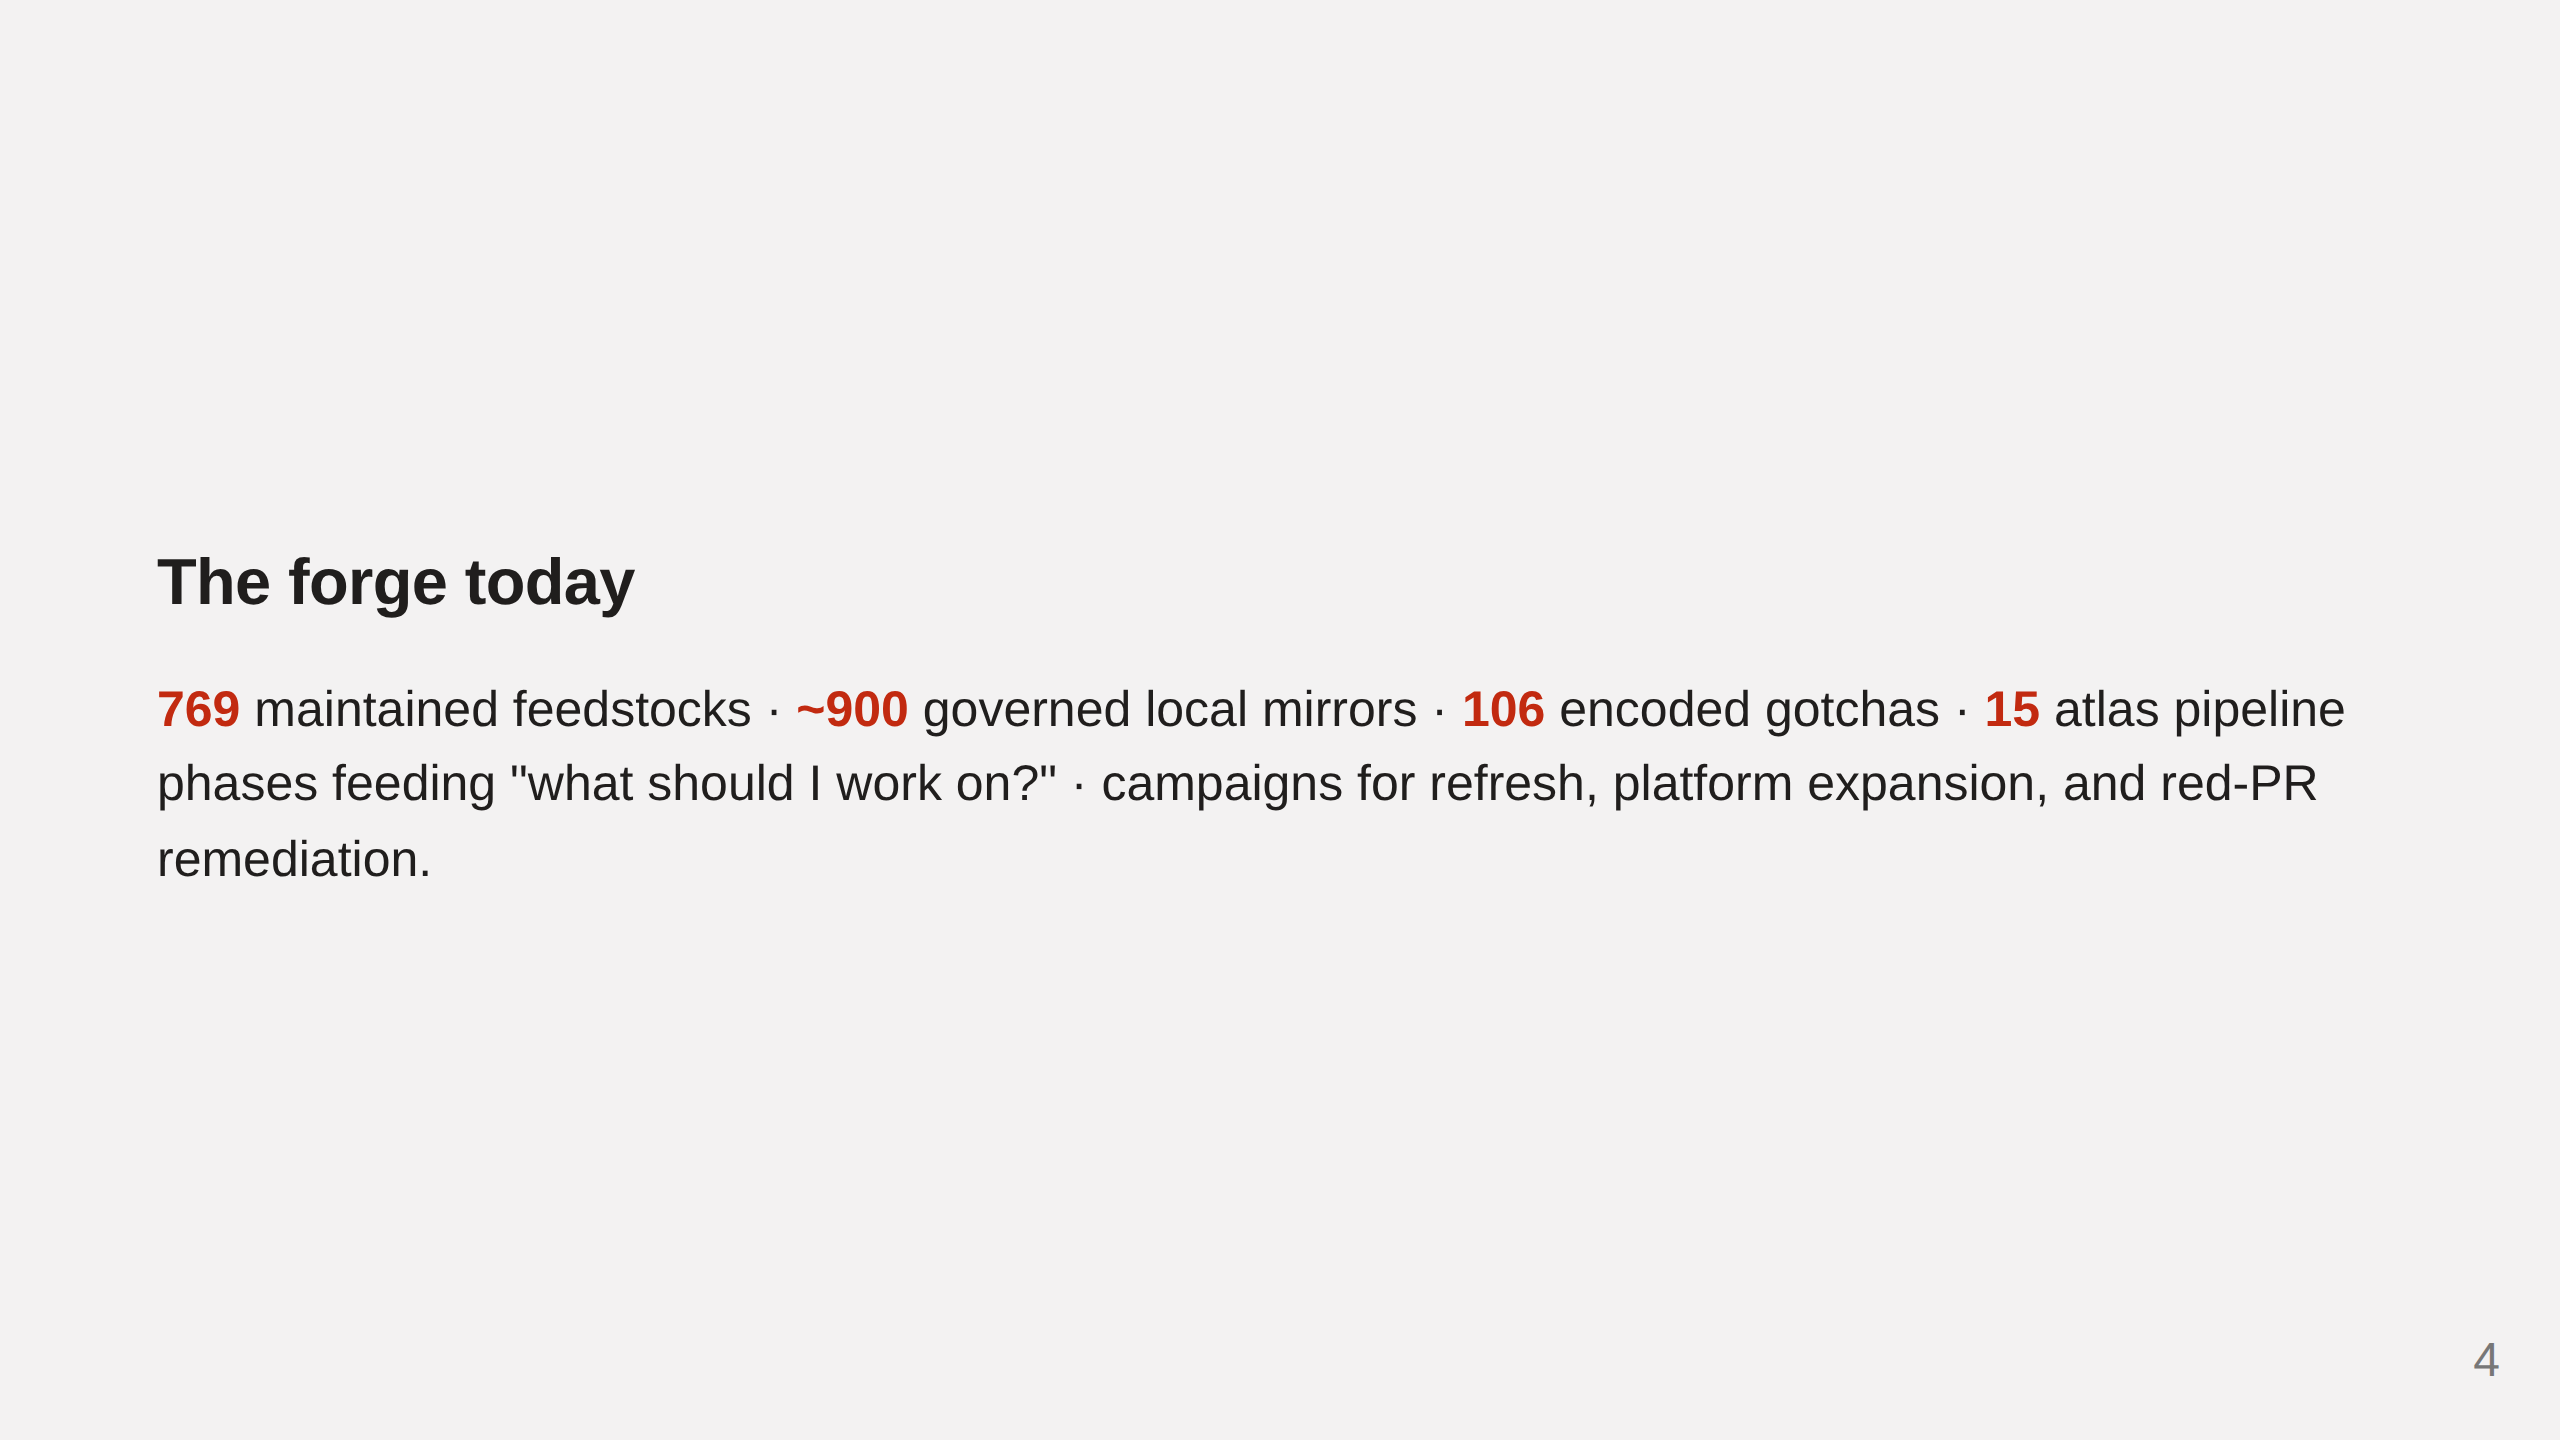 The forge today
769 maintained feedstocks · ~900 governed local mirrors · 106 encoded gotchas · 15 atlas pipeline
phases feeding "what should I work on?" · campaigns for refresh, platform expansion, and red-PR
remediation.
4